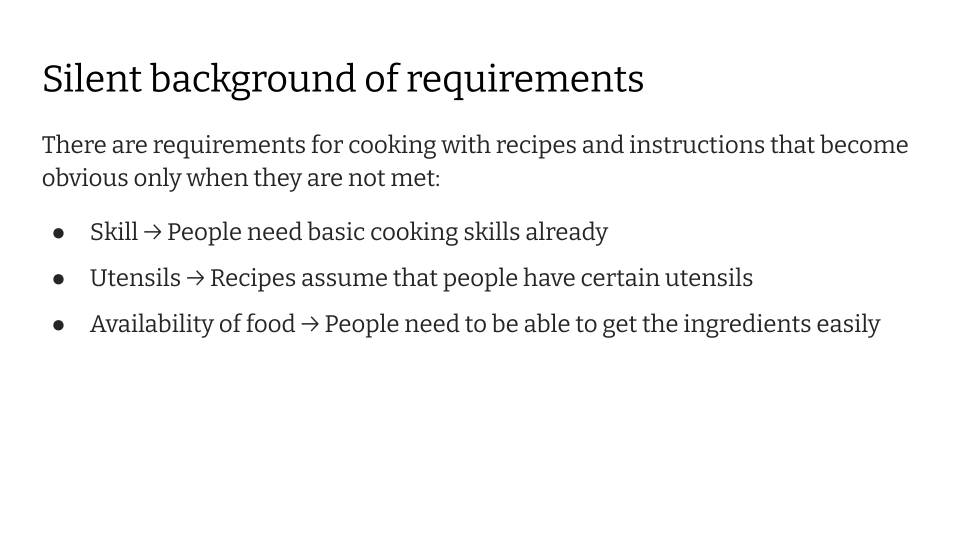 Silent background of requirements
There are requirements for cooking with recipes and instructions that become
obvious only when they are not met:
● Skill → People need basic cooking skills already
● Utensils → Recipes assume that people have certain utensils
● Availability of food → People need to be able to get the ingredients easily